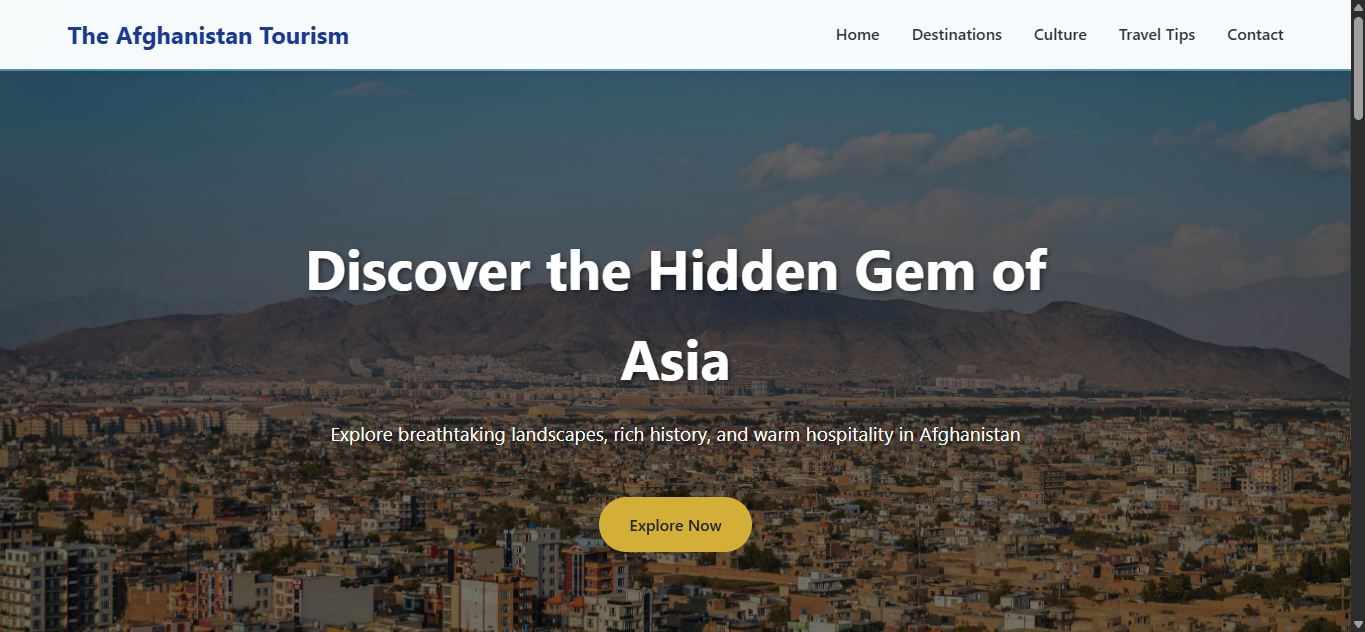 The Afghanistan Tourism
Home Destinations Culture Travel Tips Contact
Discover the Hidden Gem of
Asia
Explore breathtaking landscapes, rich history, and warm hospitality in Afghanistan
Explore Now